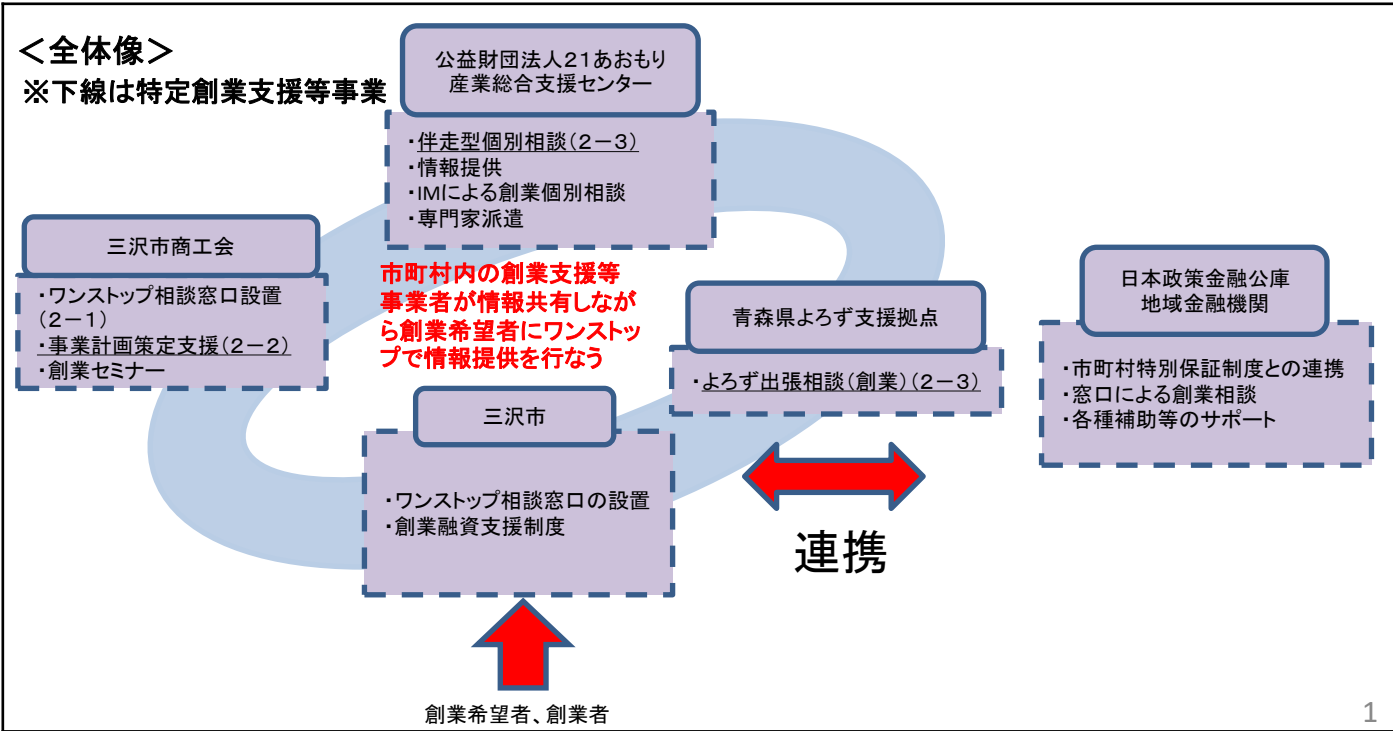 ＜全体像＞
※下線は特定創業支援等事業
公益財団法人２１あおもり
産業総合支援センター
・伴走型個別相談（２－３）
・情報提供
・IMによる創業個別相談
・専門家派遣
三沢市商工会
・ワンストップ相談窓口設置
（２－１）
・事業計画策定支援（２－２）
・創業セミナー
市町村内の創業支援等
事業者が情報共有しなが
ら創業希望者にワンストッ
プで情報提供を行なう
青森県よろず支援拠点
・よろず出張相談（創業）（２－３）
日本政策金融公庫
地域金融機関
・市町村特別保証制度との連携
・窓口による創業相談
・各種補助等のサポート
三沢市
・ワンストップ相談窓口の設置
・創業融資支援制度
連携
創業希望者、創業者
1